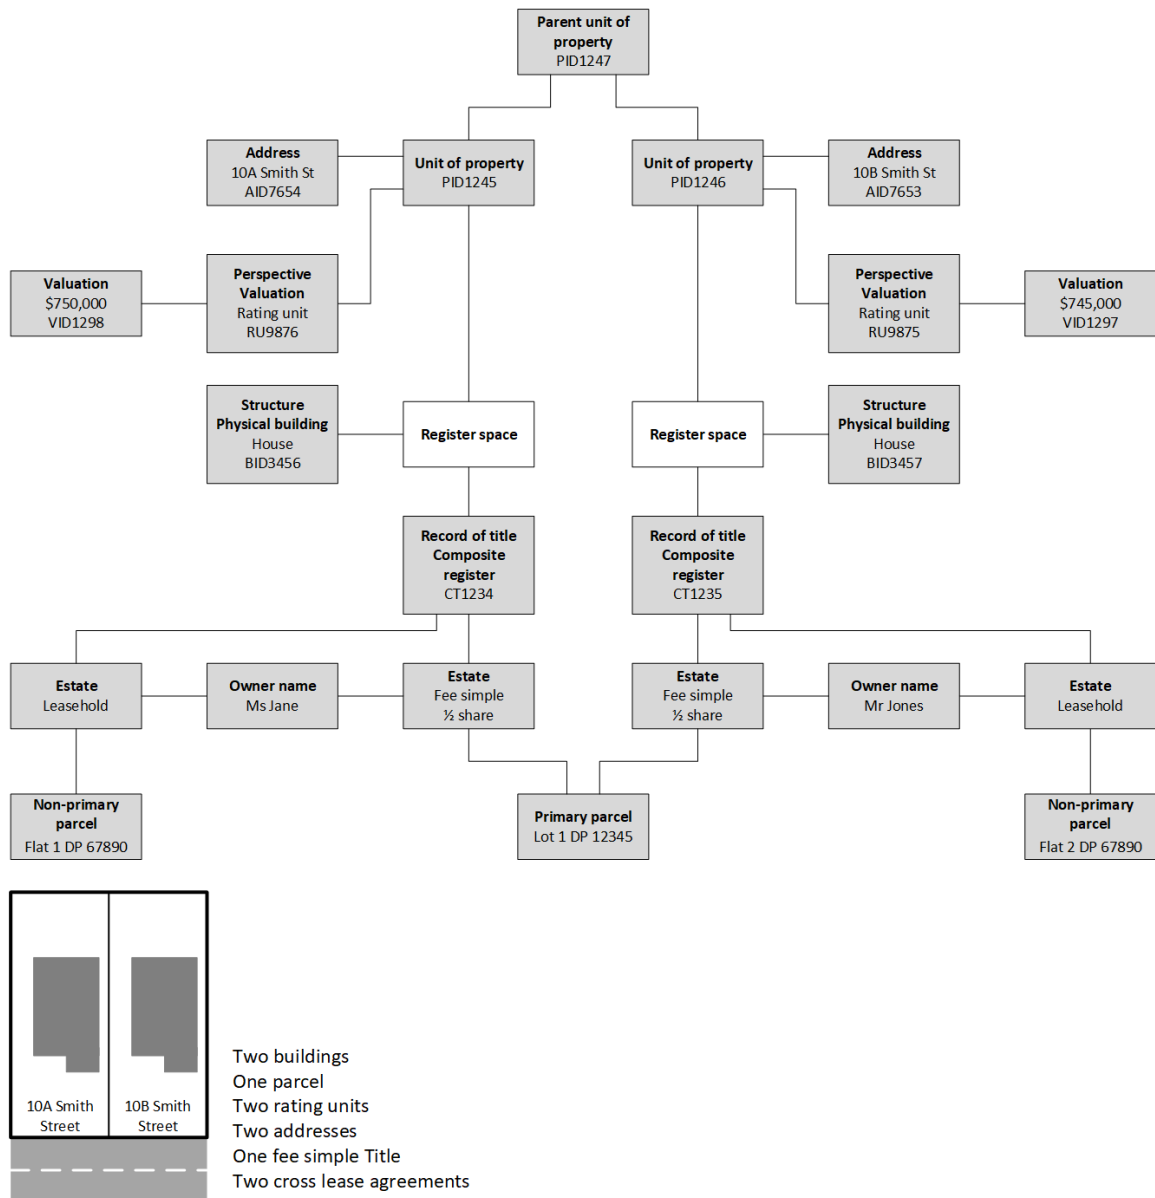 Parent unit of
property
PID1247
Address
10A Smith St
AID7654
Unit of property
PID1245
Unit of property
PID1246
Address
10B Smith St
AID7653
Valuation
$750,000
VID1298
Perspective
Valuation
Rating unit
RU9876
Perspective
Valuation
Rating unit
RU9875
Valuation
$745,000
VID1297
Structure
Physical building
House
BID3456
Register space
Register space
Structure
Physical building
House
BID3457
Record of title
Composite
register
CT1234
Record of title
Composite
register
CT1235
Estate
Leasehold
Owner name
Ms Jane
Estate
Fee simple
½ share
Estate
Fee simple
½ share
Owner name
Mr Jones
Estate
Leasehold
Non-primary
parcel
Flat 1 DP 67890
Primary parcel
Lot 1 DP 12345
Non-primary
parcel
Flat 2 DP 67890
10A Smith
Street
10B Smith
Street
Two buildings
One parcel
Two rating units
Two addresses
One fee simple Title
Two cross lease agreements